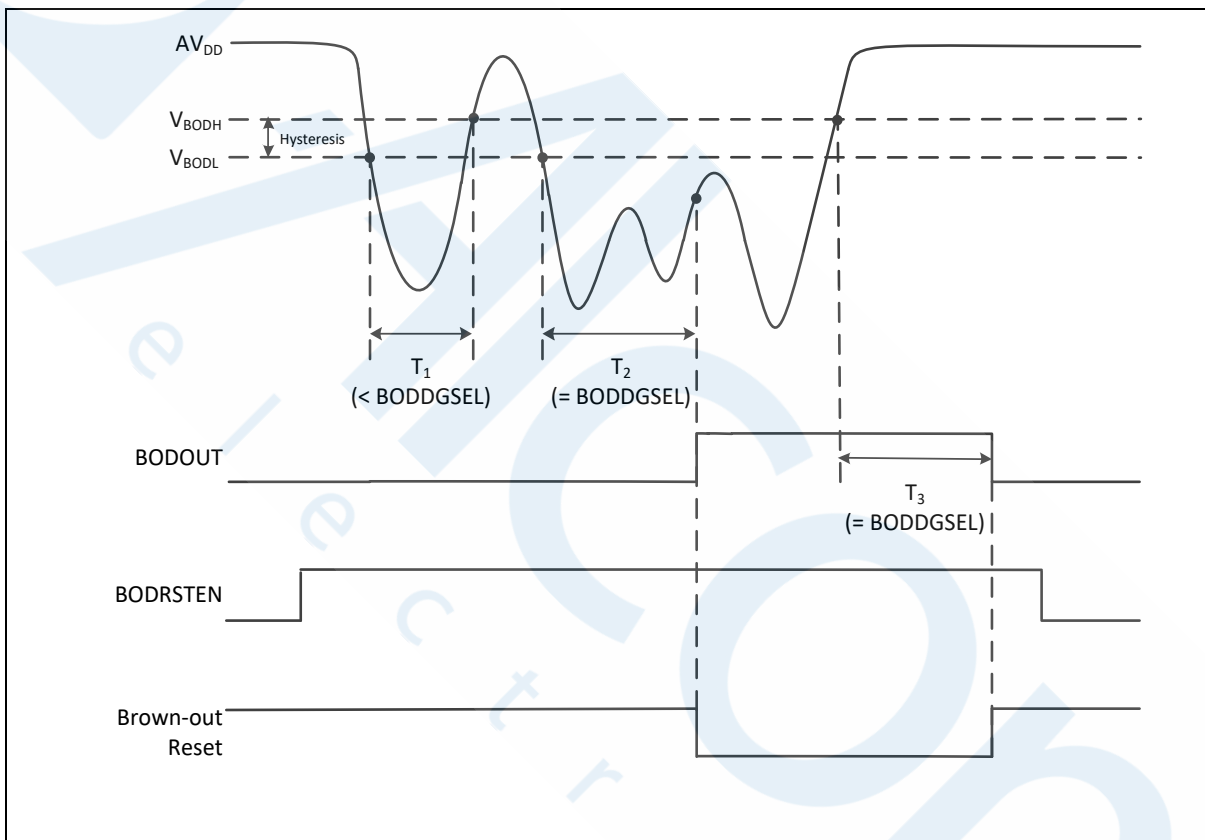 AVDD
VBODH
Hysteresis
VBODL
T1
(< BODDGSEL)
T2
(= BODDGSEL)
BODOUT
T3
(= BODDGSEL)
BODRSTEN
Brown-out
Reset
e l e c t r